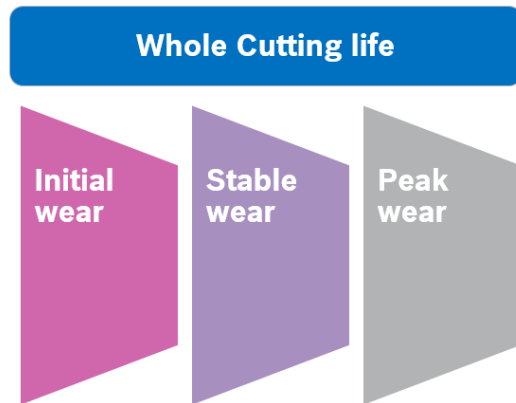 Whole Cutting life
Initial
wear
Stable
wear
Peak
wear